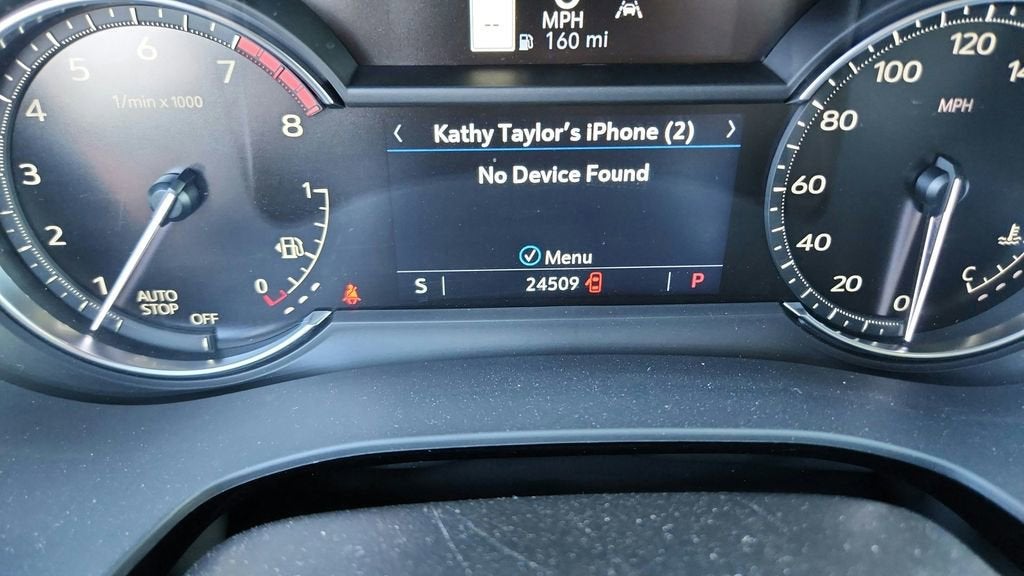 --
MPH
160 mi
1/min x 1000
1
2
3
4
5
6
7
8
AUTO
STOP
OFF
1
0
‹ Kathy Taylor's iPhone (2) ›
No Device Found
Menu
S
24509
P
MPH
0
20
40
60
80
100
120
C